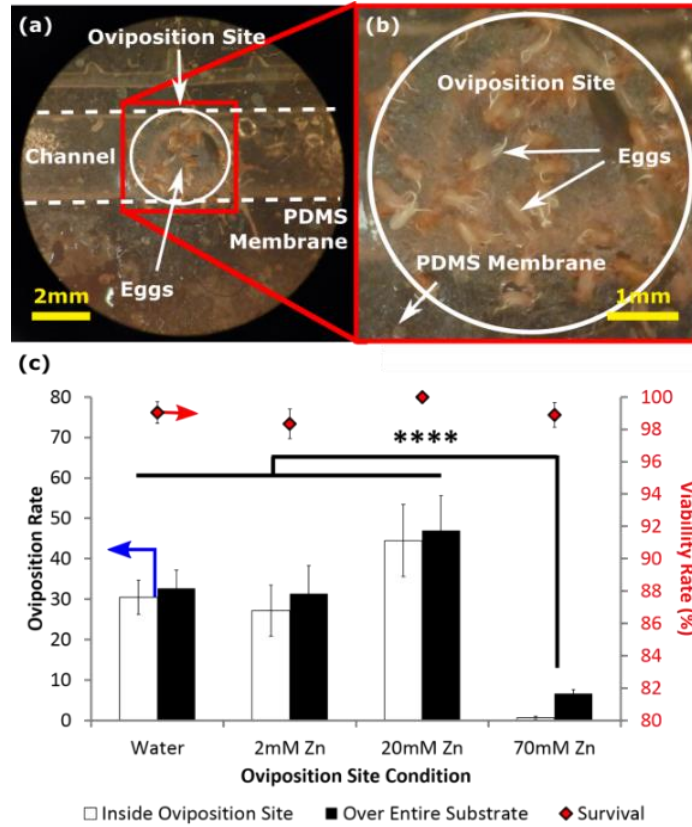 (a)
Oviposition Site
Channel
PDMS
Membrane
Eggs
2mm
(b)
Oviposition Site
Eggs
PDMS Membrane
1mm
(c)
80
70
60
50
40
30
20
10
0
Oviposition Rate
****
100
98
96
94
92
90
88
86
84
82
80
Viabillity Rate (%)
Water 2mM Zn 20mM Zn 70mM Zn
Oviposition Site Condition
Inside Oviposition Site Over Entire Substrate Survival